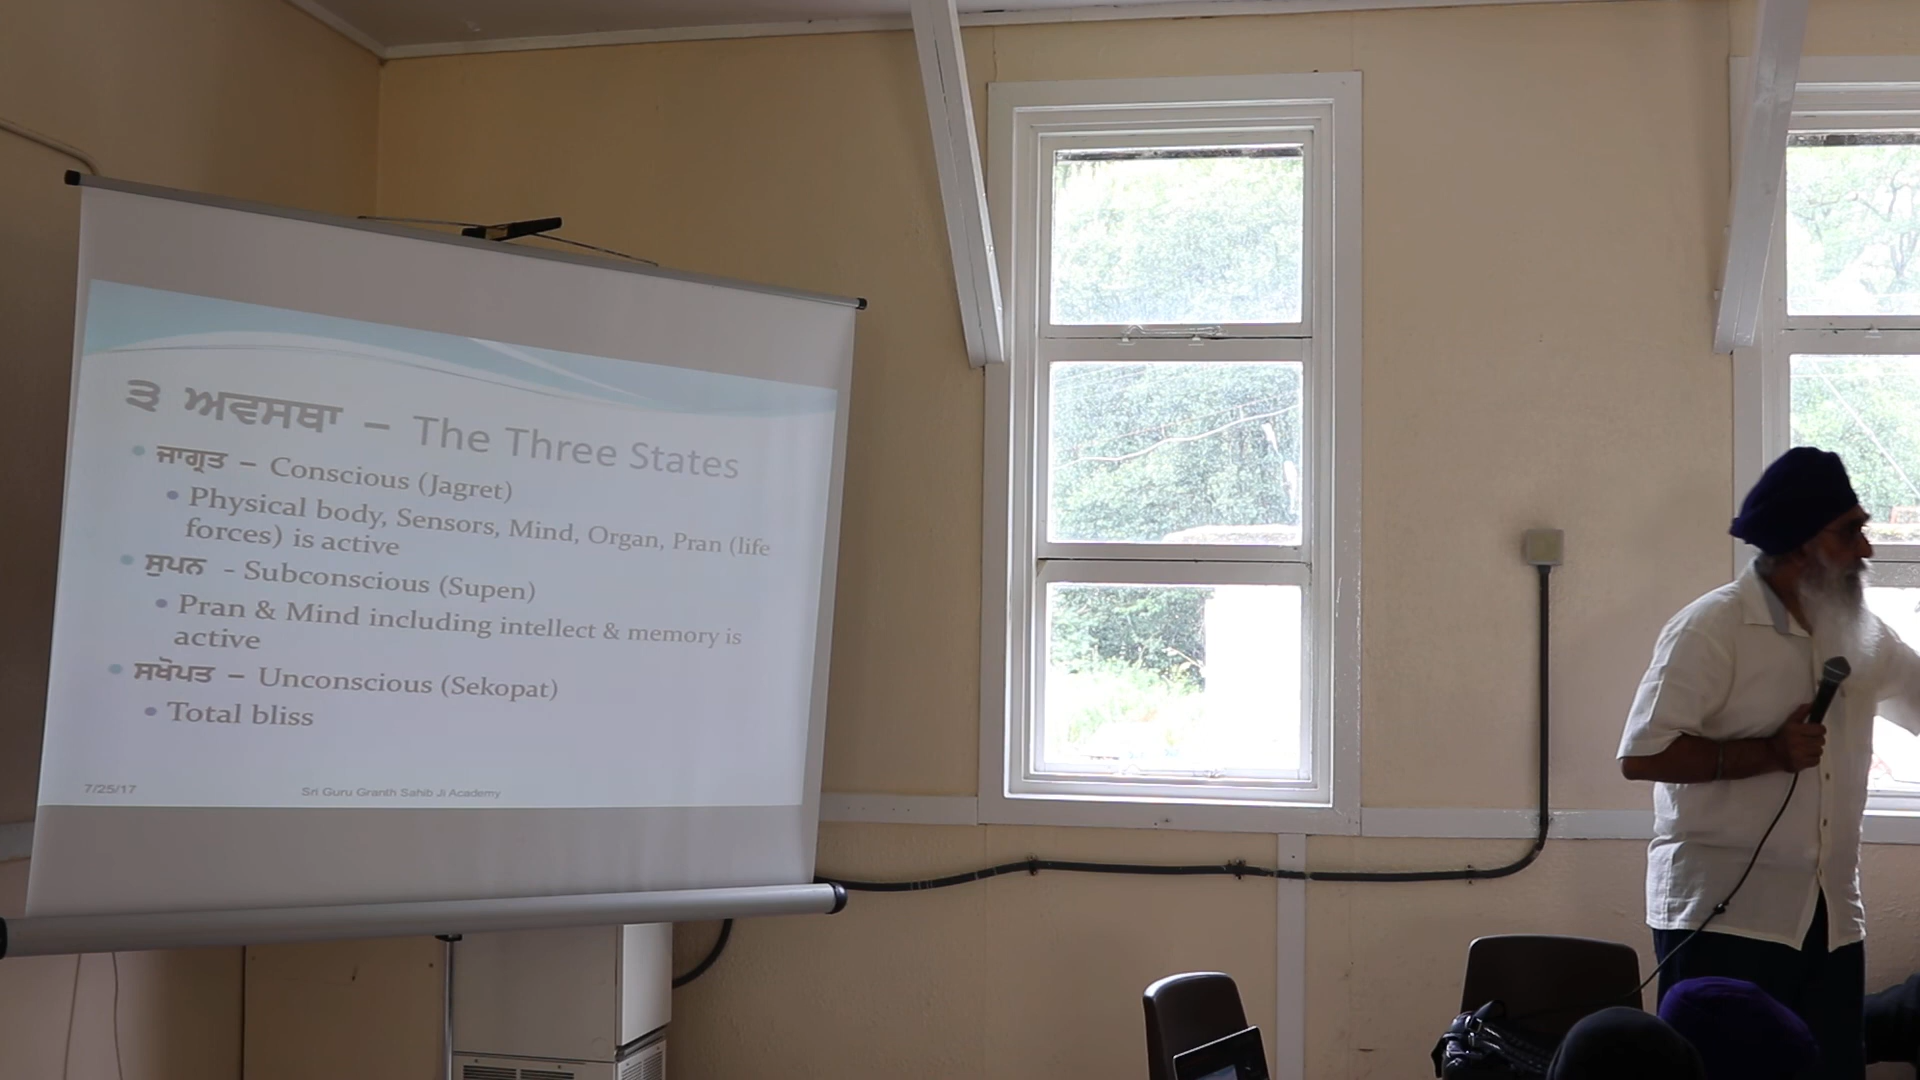 ੩ ਅਵਸਥਾ – The Three States
ਜਾਗ੍ਰਤ – Conscious (Jagret)
Physical body, Sensors, Mind, Organ, Pran (life
forces) is active
ਸੁਪਨ - Subconscious (Supen)
Pran & Mind including intellect & memory is
active
ਸਖੋਪਤ – Unconscious (Sekopat)
Total bliss
7/25/17
Sri Guru Granth Sahib Ji Academy